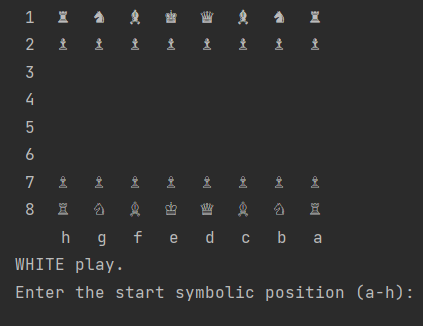 1 ♜ ♞ ♝ ♚ ♛ ♝ ♞ ♜
2 ♗ ♗ ♗ ♗ ♗ ♗ ♗ ♗
3
4
5
6
7 ♗ ♗ ♗ ♗ ♗ ♗ ♗ ♗
8 ♖ ♘ ♗ ♔ ♕ ♗ ♘ ♖
h g f e d c b a
WHITE play.
Enter the start symbolic position (a-h):